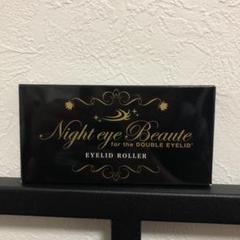 Night eye Beaute
for the DOUBLE EYELID
EYELID ROLLER